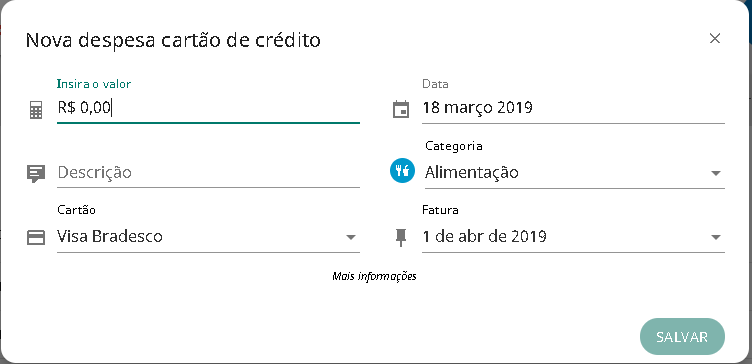 Nova despesa cartão de crédito
Insira o valor
R$ 0,00
Data
18 março 2019
Descrição
Categoria
Alimentação
Cartão
Visa Bradesco
Fatura
1 de abr de 2019
Mais informações
SALVAR